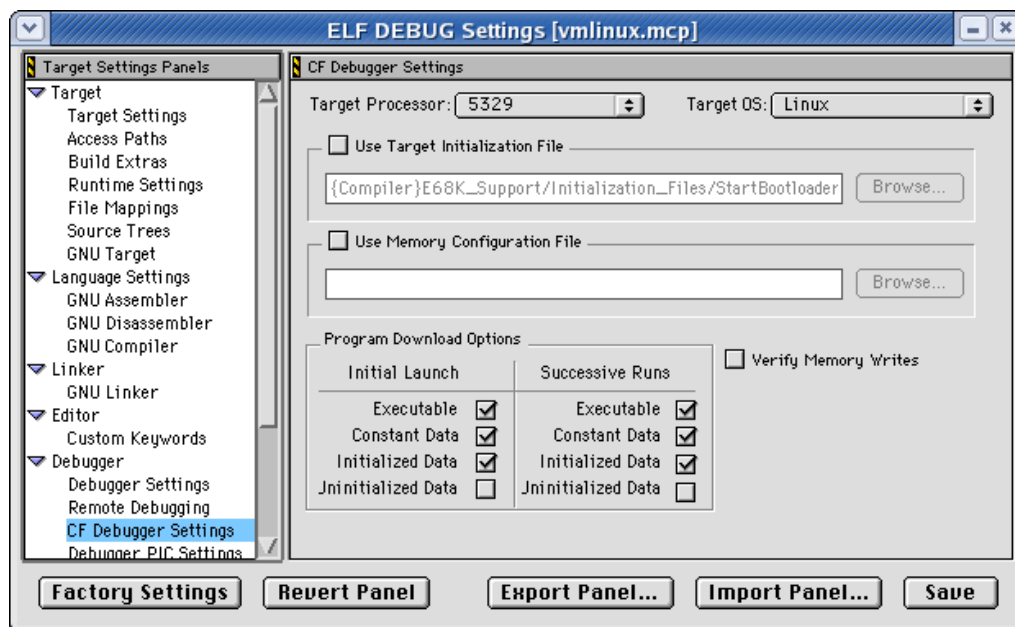 ELF DEBUG Settings [vmlinux.mcp]
Target Settings Panels
Target
Target Settings
Access Paths
Build Extras
Runtime Settings
File Mappings
Source Trees
GNU Target
Language Settings
GNU Assembler
GNU Disassembler
GNU Compiler
Linker
GNU Linker
Editor
Custom Keywords
Debugger
Debugger Settings
Remote Debugging
CF Debugger Settings
Debugger PIC Settings
CF Debugger Settings
Target Processor: 5329 Target OS: Linux
Use Target Initialization File
{Compiler}E68K_Support/Initialization_Files/StartBootloader Browse...
Use Memory Configuration File
Browse...
Program Download Options
Verify Memory Writes
Initial Launch Successive Runs
Executable Executable
Constant Data Constant Data
Initialized Data Initialized Data
Uninitialized Data Uninitialized Data
Factory Settings Revert Panel Export Panel... Import Panel... Save